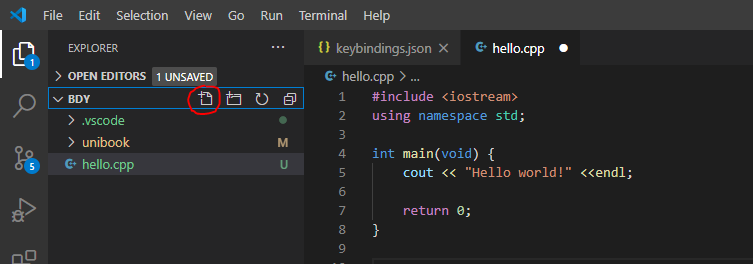 File Edit Selection View Go Run Terminal Help
EXPLORER ...
{} keybindings.json × hello.cpp ●
> OPEN EDITORS 1 UNSAVED
hello.cpp > ...
BDY
> .vscode
> unibook M
hello.cpp U
1
5
1 #include <iostream>
2 using namespace std;
3
4 int main(void) {
5 cout << "Hello world!" <<endl;
6
7 return 0;
8 }
9